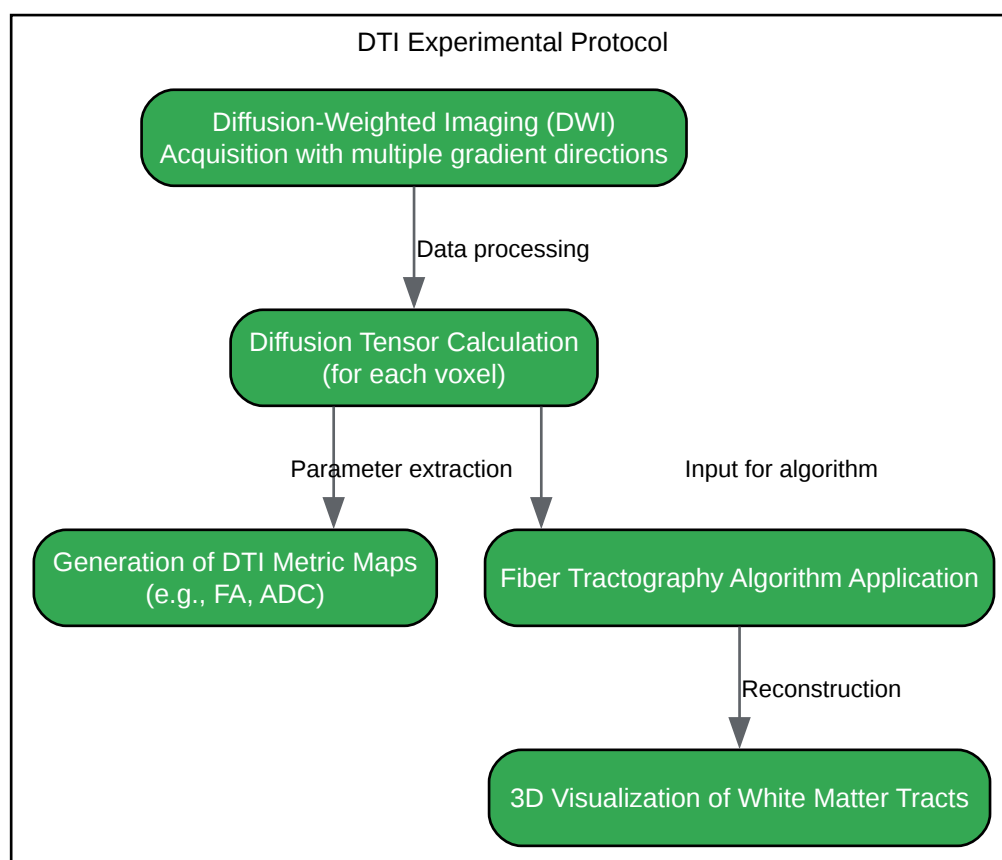 DTI Experimental Protocol
Diffusion-Weighted Imaging (DWI)
Acquisition with multiple gradient directions
Data processing
Diffusion Tensor Calculation
(for each voxel)
Parameter extraction
Input for algorithm
Generation of DTI Metric Maps
(e.g., FA, ADC)
Fiber Tractography Algorithm Application
Reconstruction
3D Visualization of White Matter Tracts